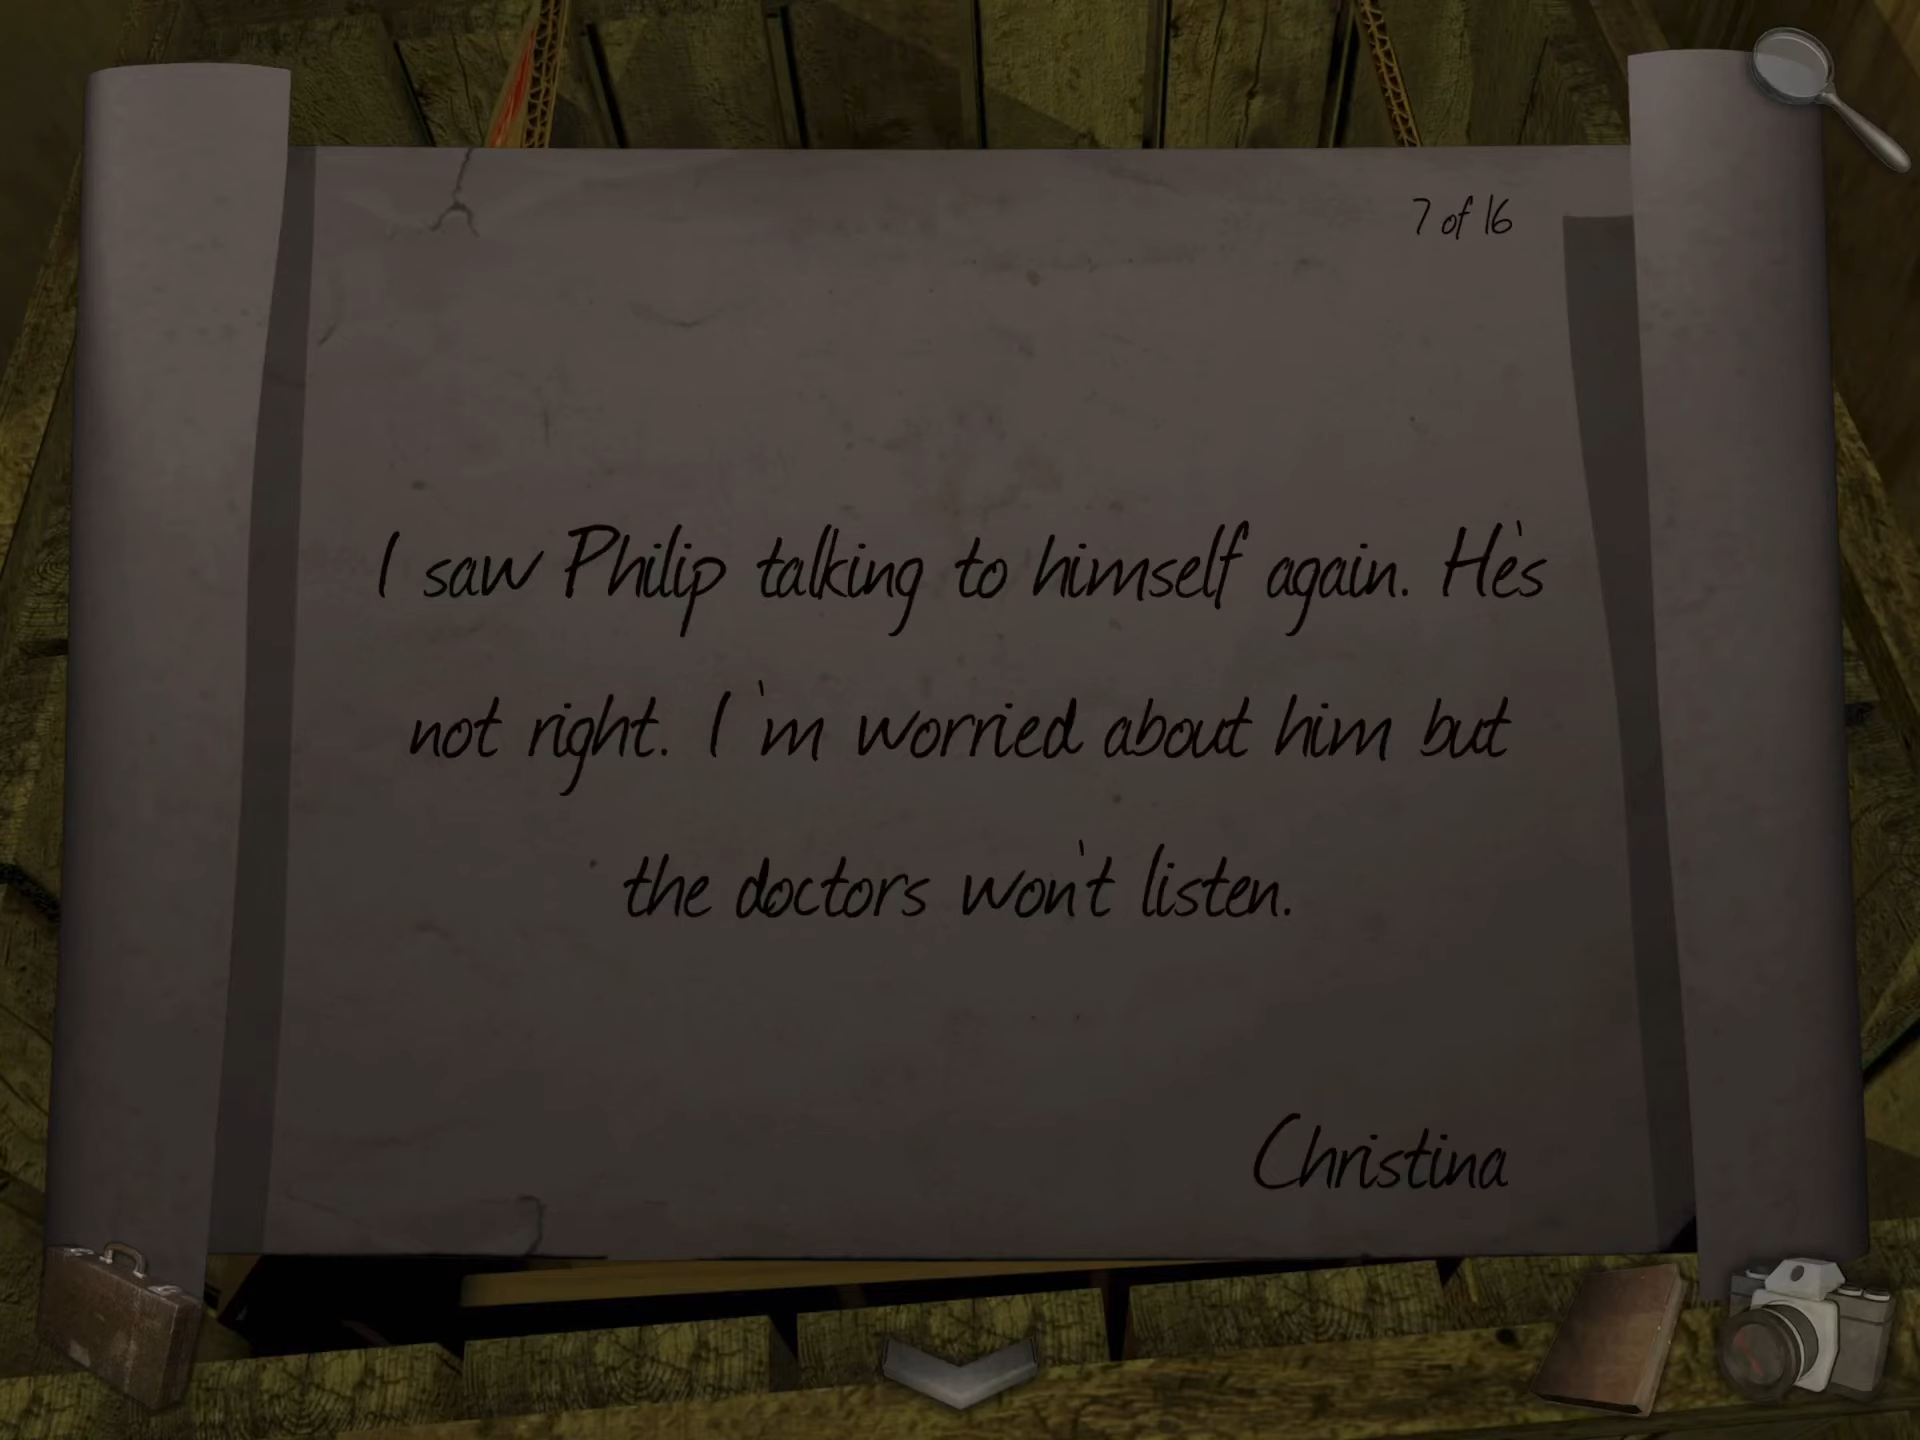 7 of 16
I saw Philip talking to himself again. He's
not right. I'm worried about him but
the doctors won't listen.
Christina